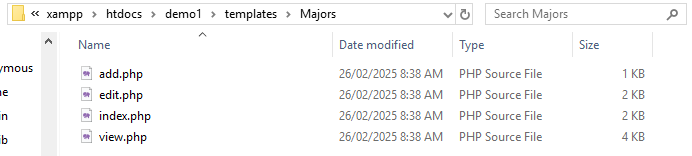 « xampp › htdocs › demo1 › templates › Majors
Search Majors
Name Date modified Type Size
add.php 26/02/2025 8:38 AM PHP Source File 1 KB
edit.php 26/02/2025 8:38 AM PHP Source File 2 KB
index.php 26/02/2025 8:38 AM PHP Source File 2 KB
view.php 26/02/2025 8:38 AM PHP Source File 4 KB
ymous
ne
in
ib